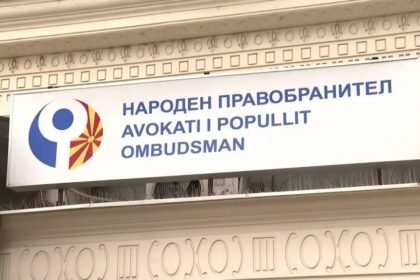 НАРОДЕН ПРАВОБРАНИТЕЛ
AVOKATI I POPULLIT
OMBUDSMAN